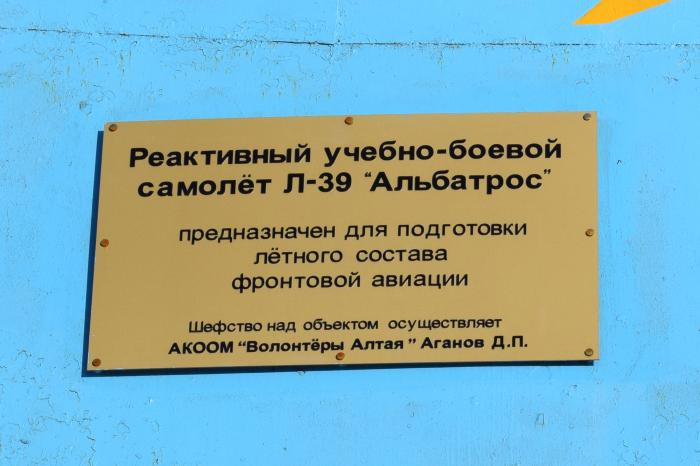 Реактивный учебно-боевой
самолёт Л-39 “Альбатрос”
предназначен для подготовки
лётного состава
фронтовой авиации
Шефство над объектом осуществляет
АКООМ “Волонтёры Алтая” Аганов Д.П.